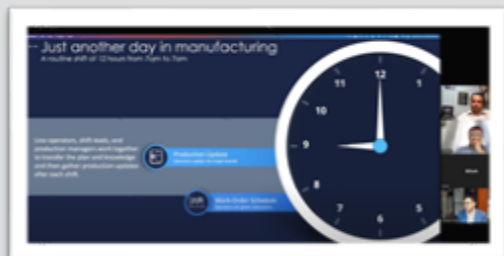 Just another day in manufacturing
A routine shift of 12 hours from 7am to 7am
Line operators, shift leads, and
production managers work together
to transfer the plan and knowledge
and then gather production updates
after each shift.
Production Update
Work Order Schedule
12
1
11
10
9
8
7
6
5